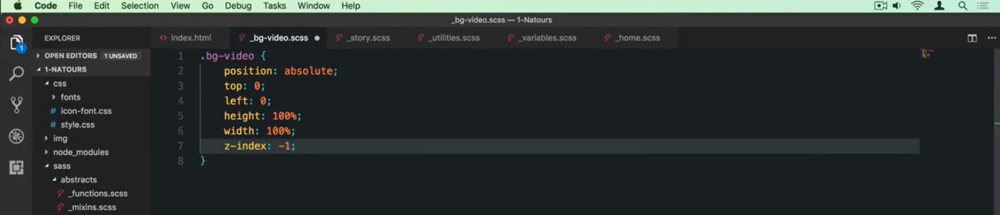 Code File Edit Selection View Go Debug Tasks Window Help
_bg-video.scss — 1-Natours
EXPLORER
index.html _bg-video.scss _story.scss _utilities.scss _variables.scss _home.scss
1
OPEN EDITORS 1 UNSAVED
1-NATOURS
css
fonts
# icon-font.css
# style.css
img
node_modules
sass
abstracts
_functions.scss
_mixins.scss
1 .bg-video {
2 position: absolute;
3 top: 0;
4 left: 0;
5 height: 100%;
6 width: 100%;
7 z-index: -1;
8 }